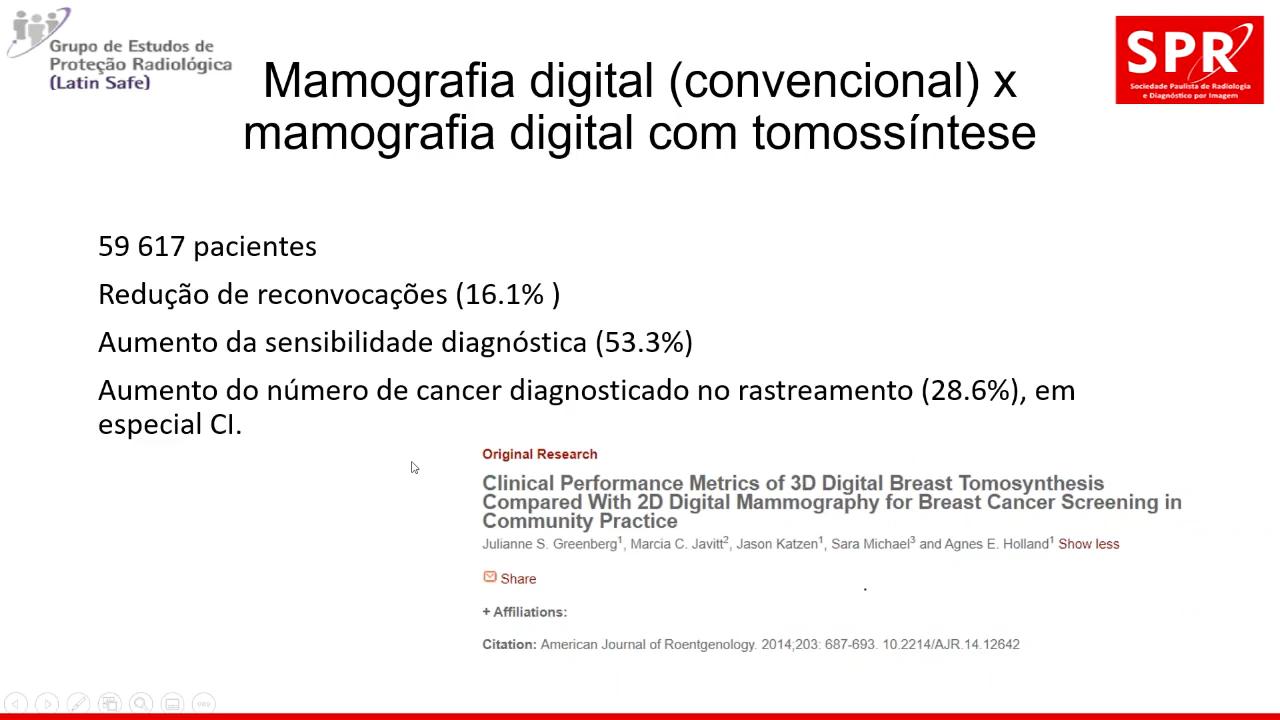 Grupo de Estudos de
Proteção Radiológica
(Latin Safe)
SPR
Sociedade Paulista de Radiologia
e Diagnóstico por Imagem
Mamografia digital (convencional) x
mamografia digital com tomossíntese
59 617 pacientes
Redução de reconvocações (16.1% )
Aumento da sensibilidade diagnóstica (53.3%)
Aumento do número de cancer diagnosticado no rastreamento (28.6%), em
especial CI.
Original Research
Clinical Performance Metrics of 3D Digital Breast Tomosynthesis
Compared With 2D Digital Mammography for Breast Cancer Screening in
Community Practice
Julianne S. Greenberg1, Marcia C. Javitt2, Jason Katzen1, Sara Michael3 and Agnes E. Holland1 Show less
Share
+ Affiliations:
Citation: American Journal of Roentgenology. 2014;203: 687-693. 10.2214/AJR.14.12642